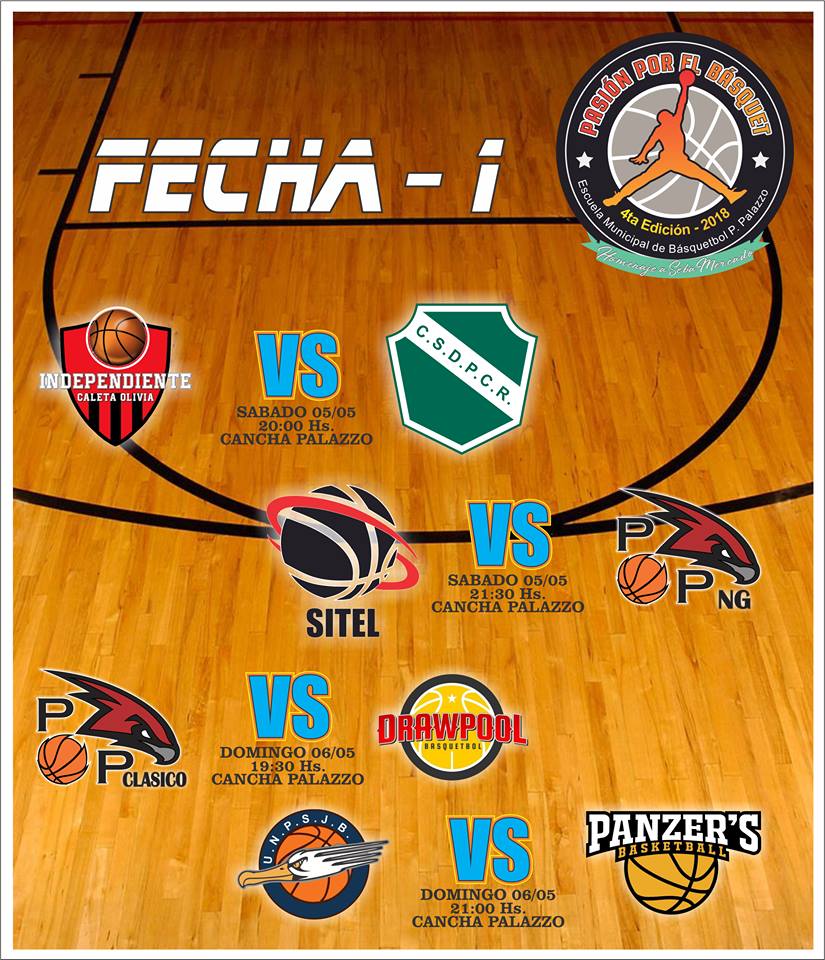 PASIÓN POR EL BÁSQUET
4ta Edición - 2018
Escuela Municipal de Básquetbol P. Palazzo
Homenaje a Seba Mercado
FECHA - 1
INDEPENDIENTE
CALETA OLIVIA
VS
SABADO 05/05
20:00 Hs.
CANCHA PALAZZO
C.S.D.P.C.R.
SITEL
VS
SABADO 05/05
21:30 Hs.
CANCHA PALAZZO
P
P NG
P
P CLASICO
VS
DOMINGO 06/05
19:30 Hs.
CANCHA PALAZZO
DRAWPOOL
BASQUETBOL
U.N.P.S.J.B.
VS
DOMINGO 06/05
21:00 Hs.
CANCHA PALAZZO
PANZER'S
BASKETBALL